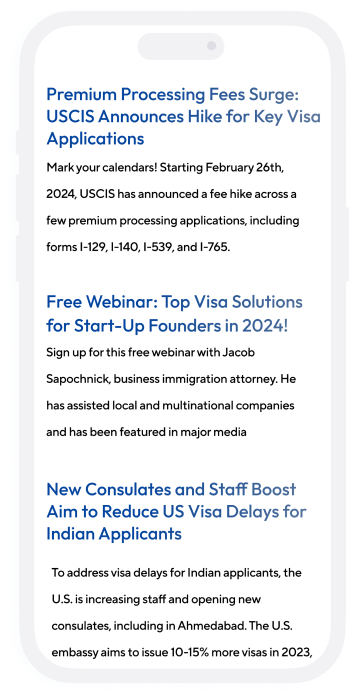 Premium Processing Fees Surge:
USCIS Announces Hike for Key Visa
Applications
Mark your calendars! Starting February 26th,
2024, USCIS has announced a fee hike across a
few premium processing applications, including
forms I-129, I-140, I-539, and I-765.
Free Webinar: Top Visa Solutions
for Start-Up Founders in 2024!
Sign up for this free webinar with Jacob
Sapochnick, business immigration attorney. He
has assisted local and multinational companies
and has been featured in major media
New Consulates and Staff Boost
Aim to Reduce US Visa Delays for
Indian Applicants
To address visa delays for Indian applicants, the
U.S. is increasing staff and opening new
consulates, including in Ahmedabad. The U.S.
embassy aims to issue 10-15% more visas in 2023,